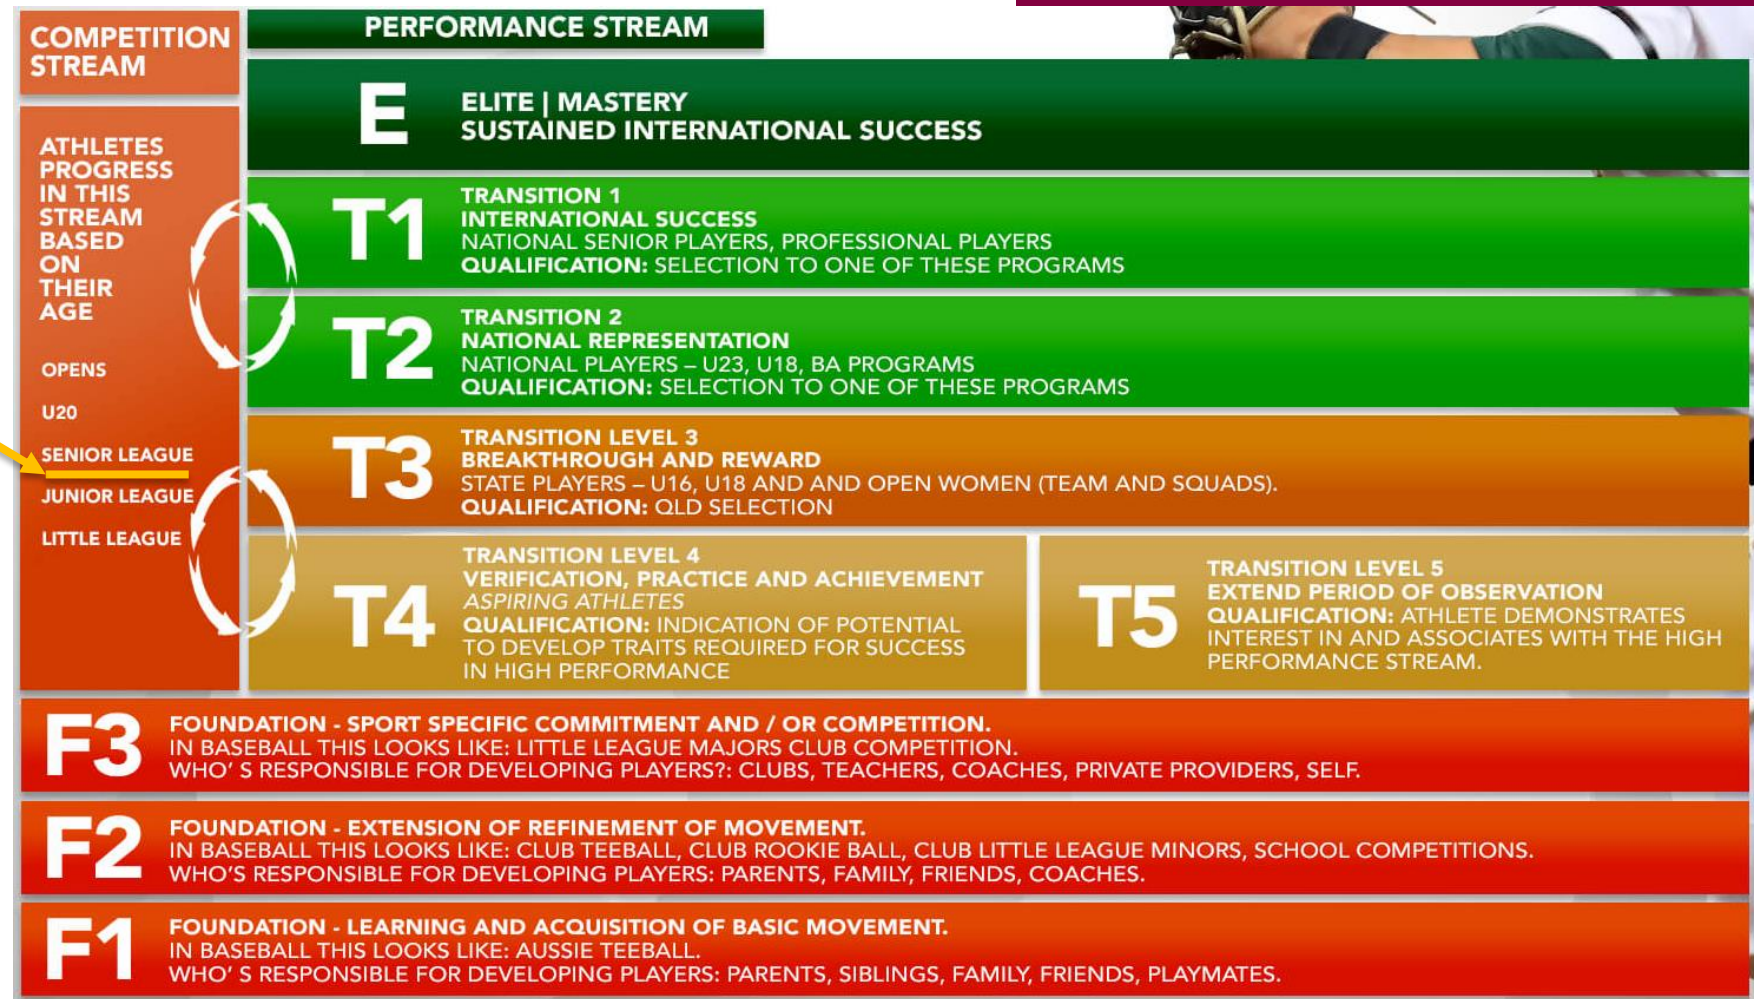 COMPETITION
STREAM
ATHLETES
PROGRESS
IN THIS
STREAM
BASED
ON
THEIR
AGE
OPENS
U20
SENIOR LEAGUE
JUNIOR LEAGUE
LITTLE LEAGUE
PERFORMANCE STREAM
E
ELITE | MASTERY
SUSTAINED INTERNATIONAL SUCCESS
T1
TRANSITION 1
INTERNATIONAL SUCCESS
NATIONAL SENIOR PLAYERS, PROFESSIONAL PLAYERS
QUALIFICATION: SELECTION TO ONE OF THESE PROGRAMS
T2
TRANSITION 2
NATIONAL REPRESENTATION
NATIONAL PLAYERS – U23, U18, BA PROGRAMS
QUALIFICATION: SELECTION TO ONE OF THESE PROGRAMS
T3
TRANSITION LEVEL 3
BREAKTHROUGH AND REWARD
STATE PLAYERS – U16, U18 AND AND OPEN WOMEN (TEAM AND SQUADS).
QUALIFICATION: QLD SELECTION
T4
TRANSITION LEVEL 4
VERIFICATION, PRACTICE AND ACHIEVEMENT
ASPIRING ATHLETES
QUALIFICATION: INDICATION OF POTENTIAL
TO DEVELOP TRAITS REQUIRED FOR SUCCESS
IN HIGH PERFORMANCE
T5
TRANSITION LEVEL 5
EXTEND PERIOD OF OBSERVATION
QUALIFICATION: ATHLETE DEMONSTRATES
INTEREST IN AND ASSOCIATES WITH THE HIGH
PERFORMANCE STREAM.
F3
FOUNDATION - SPORT SPECIFIC COMMITMENT AND / OR COMPETITION.
IN BASEBALL THIS LOOKS LIKE: LITTLE LEAGUE MAJORS CLUB COMPETITION.
WHO' S RESPONSIBLE FOR DEVELOPING PLAYERS?: CLUBS, TEACHERS, COACHES, PRIVATE PROVIDERS, SELF.
F2
FOUNDATION - EXTENSION OF REFINEMENT OF MOVEMENT.
IN BASEBALL THIS LOOKS LIKE: CLUB TEEBALL, CLUB ROOKIE BALL, CLUB LITTLE LEAGUE MINORS, SCHOOL COMPETITIONS.
WHO'S RESPONSIBLE FOR DEVELOPING PLAYERS: PARENTS, FAMILY, FRIENDS, COACHES.
F1
FOUNDATION - LEARNING AND ACQUISITION OF BASIC MOVEMENT.
IN BASEBALL THIS LOOKS LIKE: AUSSIE TEEBALL.
WHO' S RESPONSIBLE FOR DEVELOPING PLAYERS: PARENTS, SIBLINGS, FAMILY, FRIENDS, PLAYMATES.